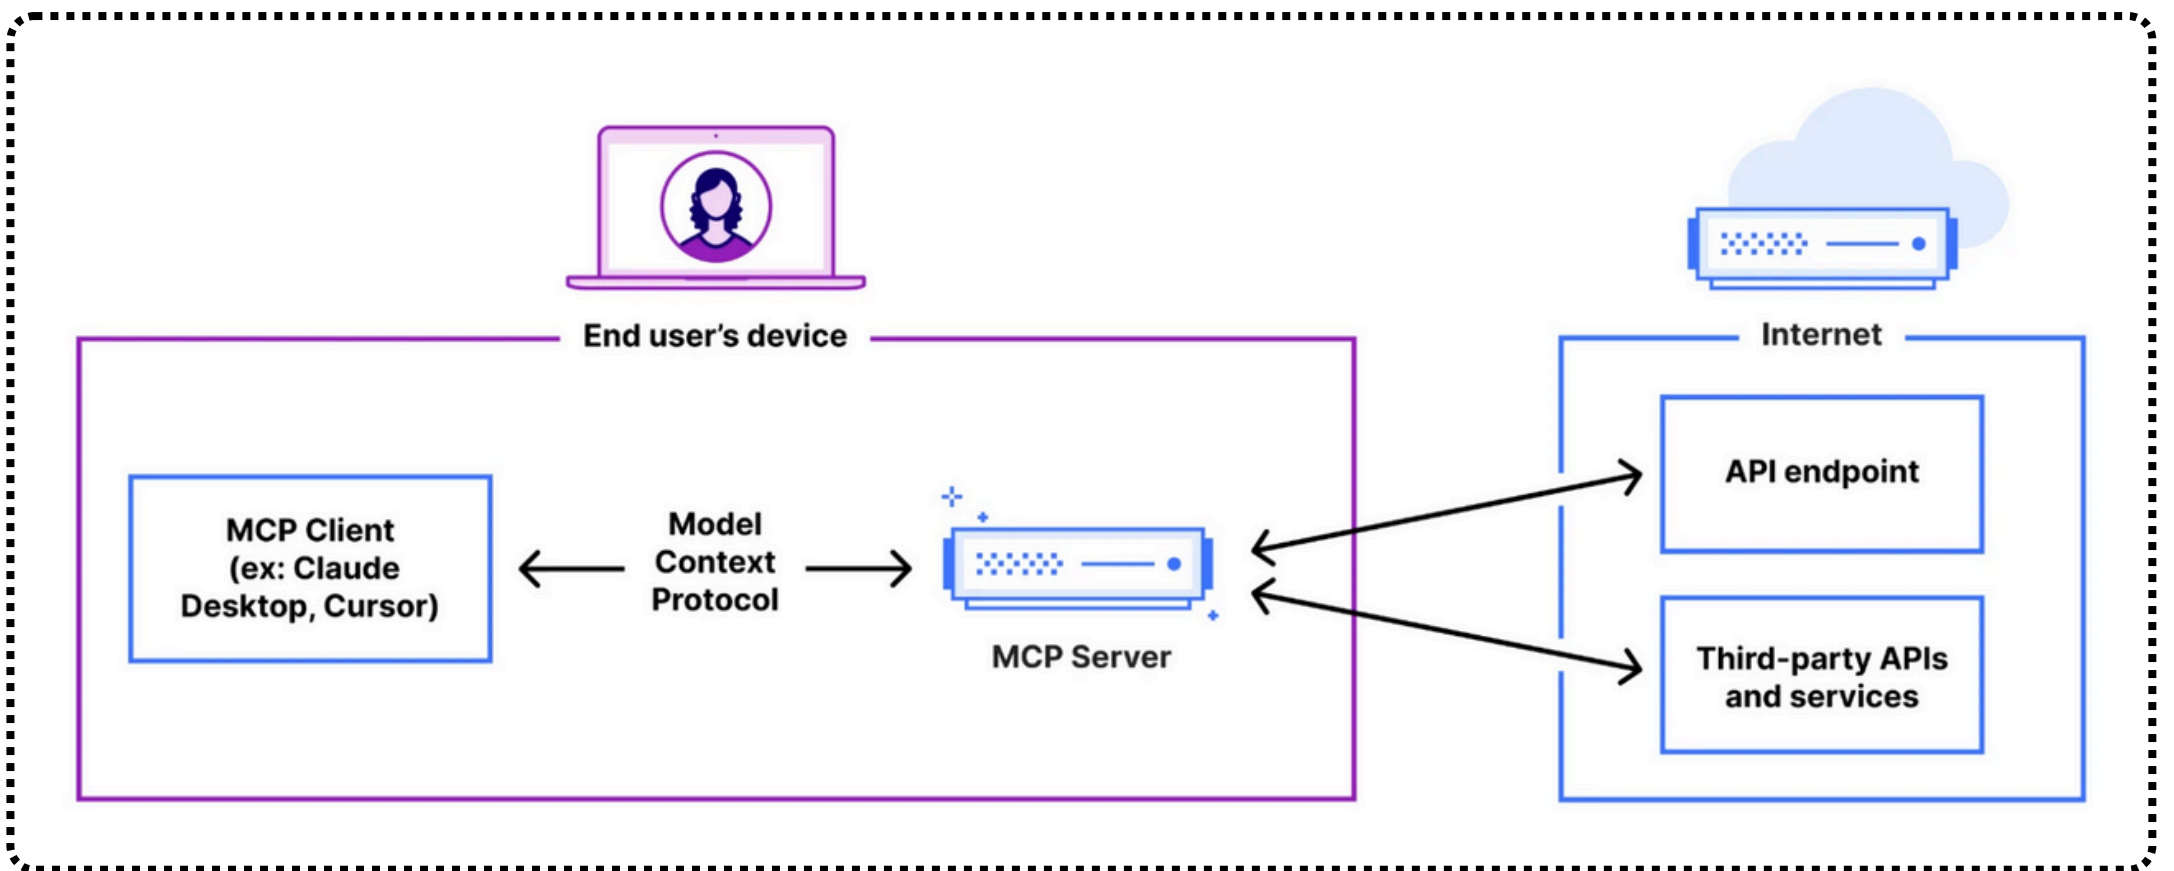 End user’s device
Internet
MCP Client
(ex: Claude
Desktop, Cursor)
Model
Context
Protocol
MCP Server
API endpoint
Third-party APIs
and services